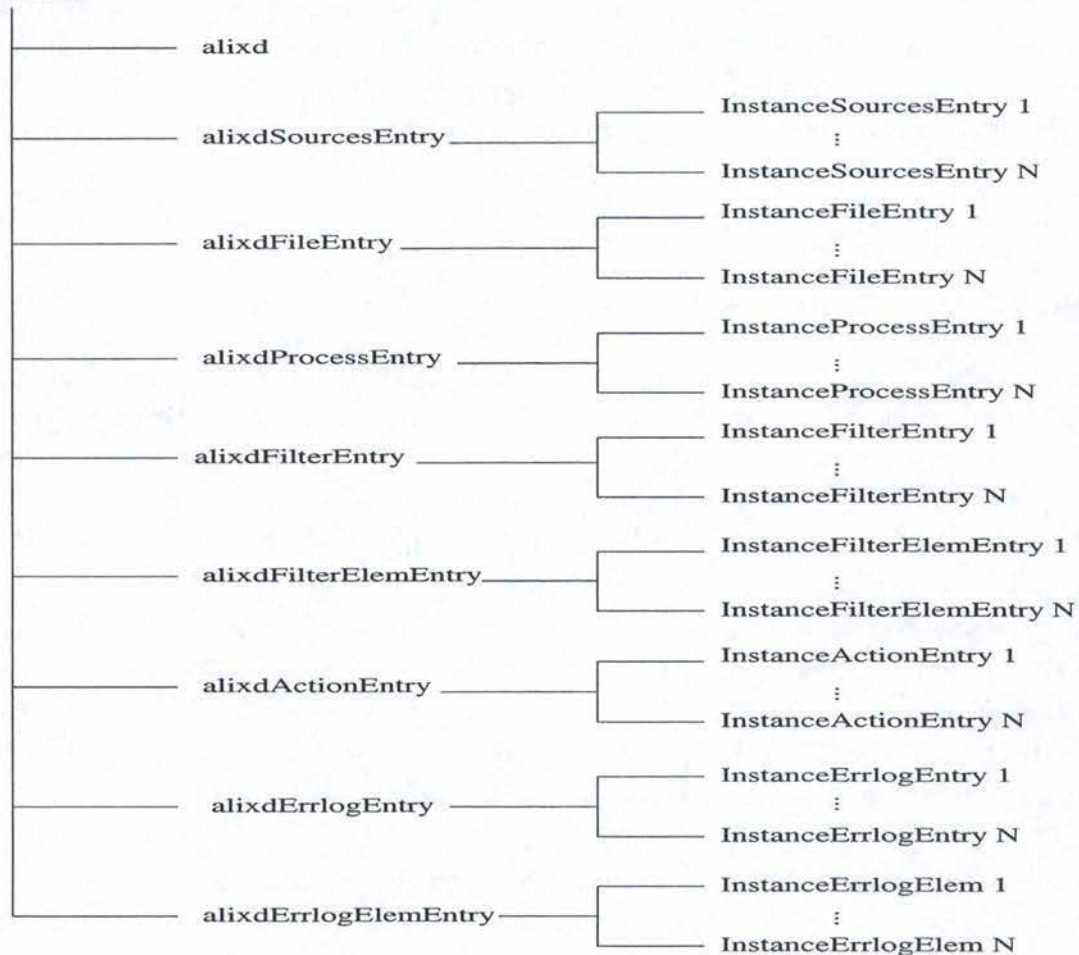 alixd
alixdSourcesEntry
InstanceSourcesEntry 1
⋮
InstanceSourcesEntry N
alixdFileEntry
InstanceFileEntry 1
⋮
InstanceFileEntry N
alixdProcessEntry
InstanceProcessEntry 1
⋮
InstanceProcessEntry N
alixdFilterEntry
InstanceFilterEntry 1
⋮
InstanceFilterEntry N
alixdFilterElemEntry
InstanceFilterElemEntry 1
⋮
InstanceFilterElemEntry N
alixdActionEntry
InstanceActionEntry 1
⋮
InstanceActionEntry N
alixdErrlogEntry
InstanceErrlogEntry 1
⋮
InstanceErrlogEntry N
alixdErrlogElemEntry
InstanceErrlogElem 1
⋮
InstanceErrlogElem N